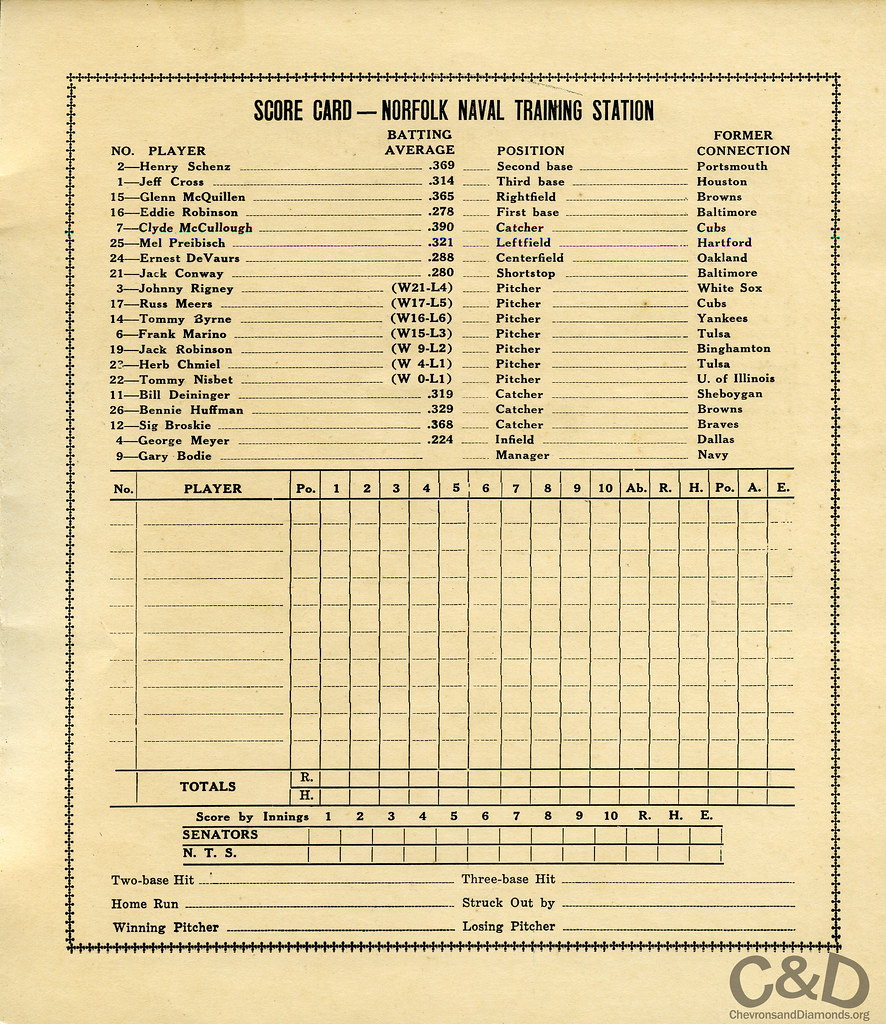 SCORE CARD — NORFOLK NAVAL TRAINING STATION
NO. PLAYER BATTING AVERAGE POSITION FORMER CONNECTION
2—Henry Schenz .369 Second base Portsmouth
1—Jeff Cross .314 Third base Houston
15—Glenn McQuillen .365 Rightfield Browns
16—Eddie Robinson .278 First base Baltimore
7—Clyde McCullough .390 Catcher Cubs
25—Mel Preibisch .321 Leftfield Hartford
24—Ernest DeVaurs .288 Centerfield Oakland
21—Jack Conway .280 Shortstop Baltimore
3—Johnny Rigney (W21-L4) Pitcher White Sox
17—Russ Meers (W17-L5) Pitcher Cubs
14—Tommy Byrne (W16-L6) Pitcher Yankees
6—Frank Marino (W15-L3) Pitcher Tulsa
19—Jack Robinson (W 9-L2) Pitcher Binghamton
Herb Chmiel (W 4-L1) Pitcher Tulsa
22—Tommy Nisbet (W 0-L1) Pitcher U. of Illinois
11—Bill Deininger .319 Catcher Sheboygan
26—Bennie Huffman .329 Catcher Browns
12—Sig Broskie .368 Catcher Braves
4—George Meyer .224 Infield Dallas
9—Gary Bodie Manager Navy
No. PLAYER Po. 1 2 3 4 5 6 7 8 9 10 Ab. R. H. Po. A. E.
TOTALS R.
H.
Score by Innings 1 2 3 4 5 6 7 8 9 10 R. H. E.
SENATORS
N. T. S.
Two-base Hit Three-base Hit
Home Run Struck Out by
Winning Pitcher Losing Pitcher
C&D
ChevronsandDiamonds.org